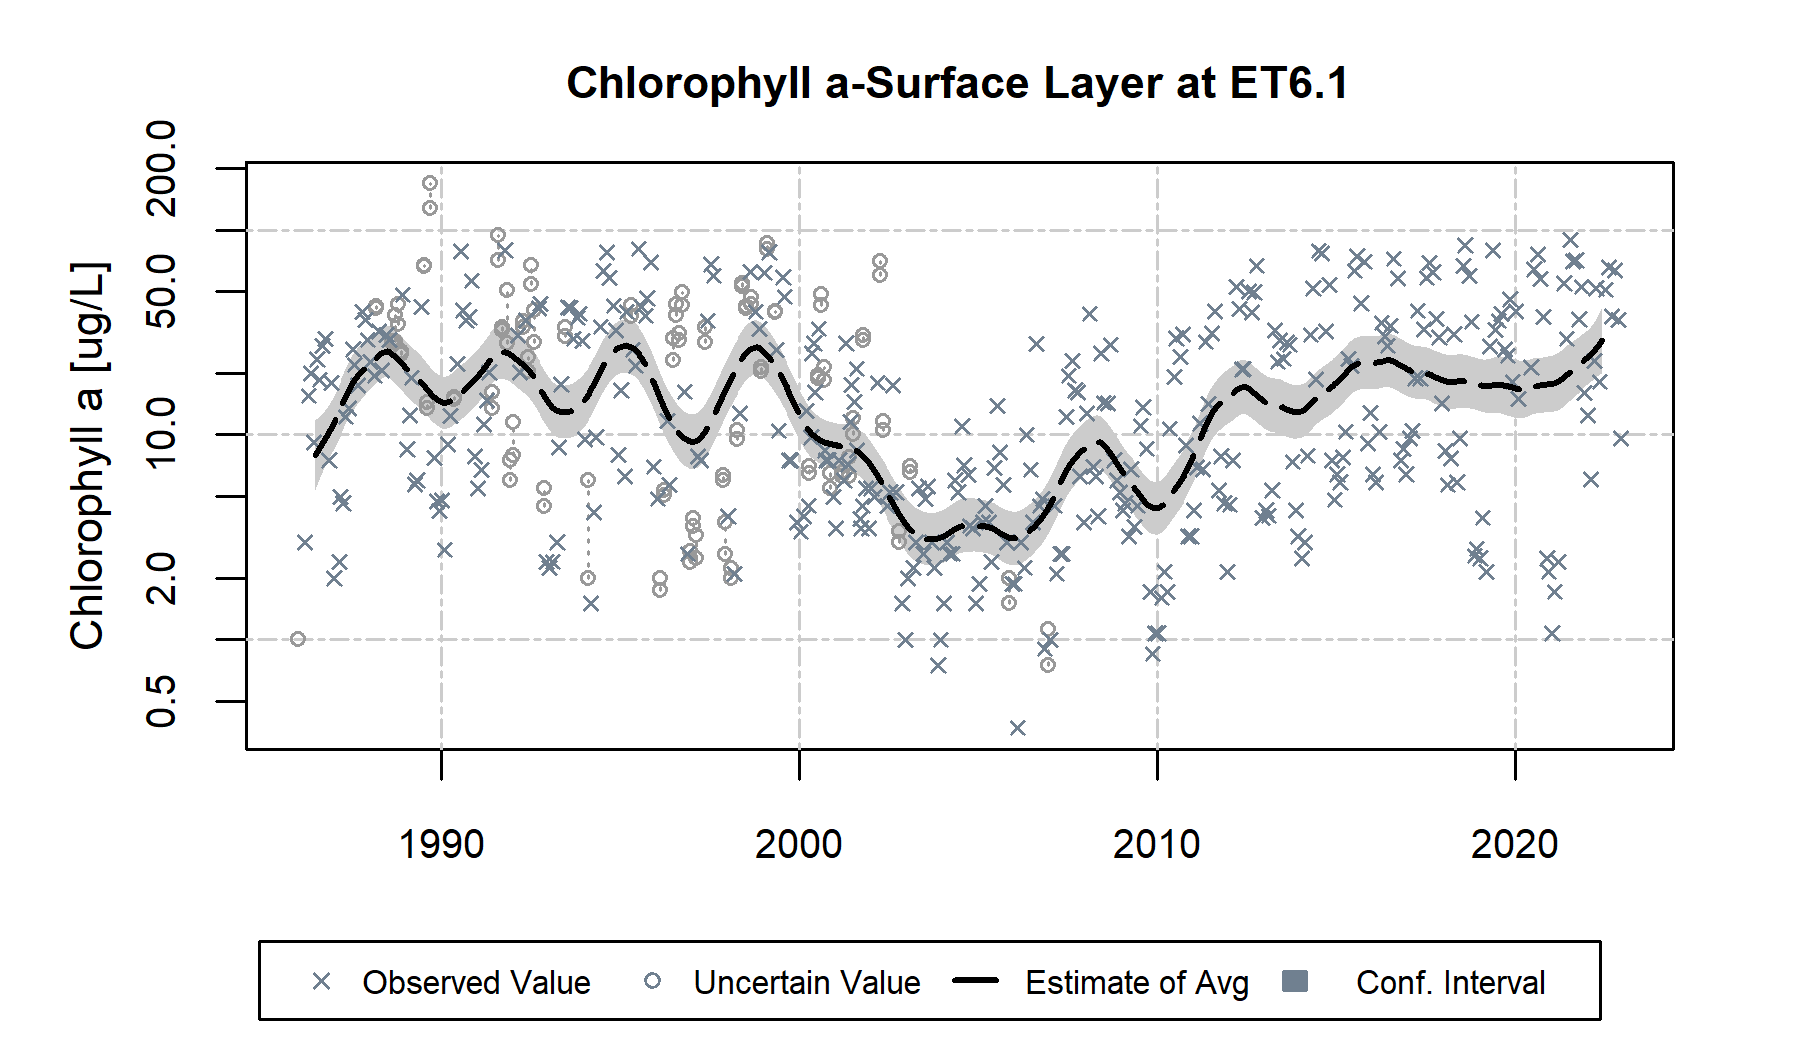 Chlorophyll a-Surface Layer at ET6.1
Chlorophyll a [ug/L]
200.0
50.0
10.0
2.0
0.5
1990 2000 2010 2020
Observed Value Uncertain Value Estimate of Avg Conf. Interval